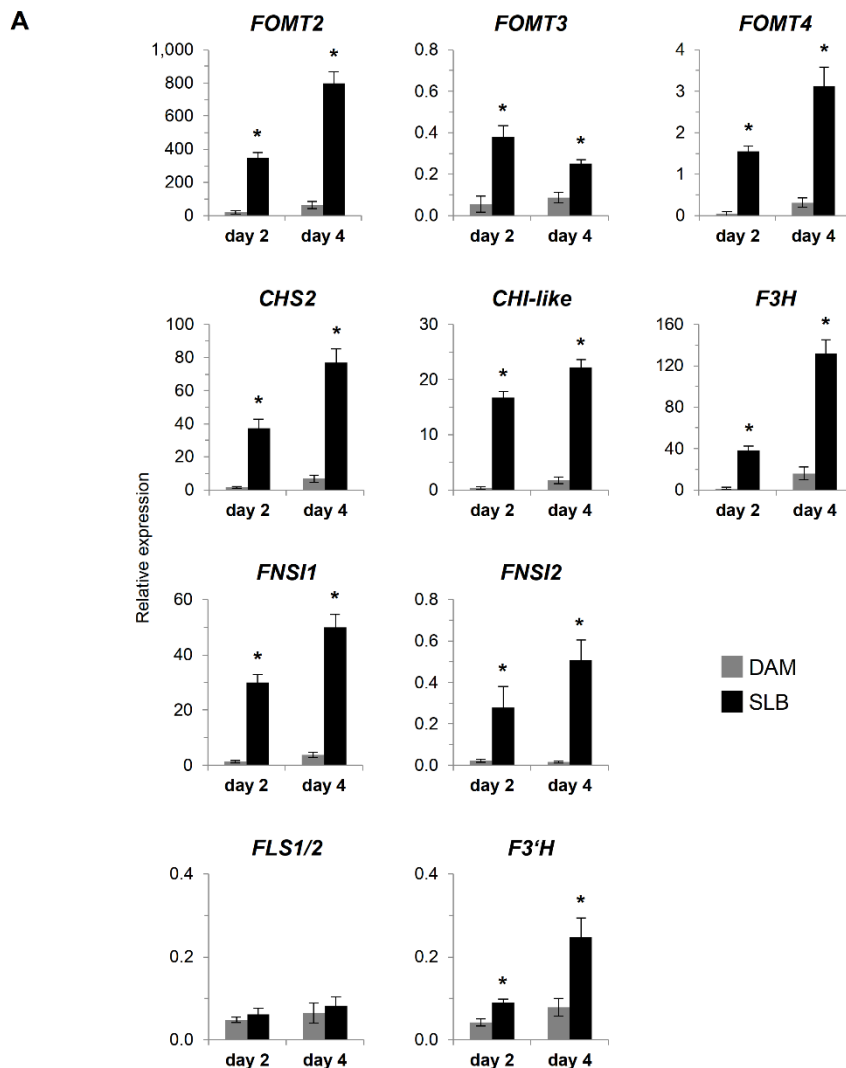 A
FOMT2
FOMT3
FOMT4
1,000
800
600
400
200
0
* *
day 2 day 4
0.8
0.6
0.4
0.2
0.0
* *
day 2 day 4
4
3
2
1
0
* *
day 2 day 4
CHS2
CHI-like
F3H
100
80
60
40
20
0
* *
day 2 day 4
30
20
10
0
* *
day 2 day 4
160
120
80
40
0
* *
day 2 day 4
Relative expression
FNSI1
FNSI2
60
40
20
0
* *
day 2 day 4
0.8
0.6
0.4
0.2
0.0
* *
day 2 day 4
DAM
SLB
FLS1/2
F3‘H
0.4
0.2
0.0
day 2 day 4
0.4
0.2
0.0
* *
day 2 day 4